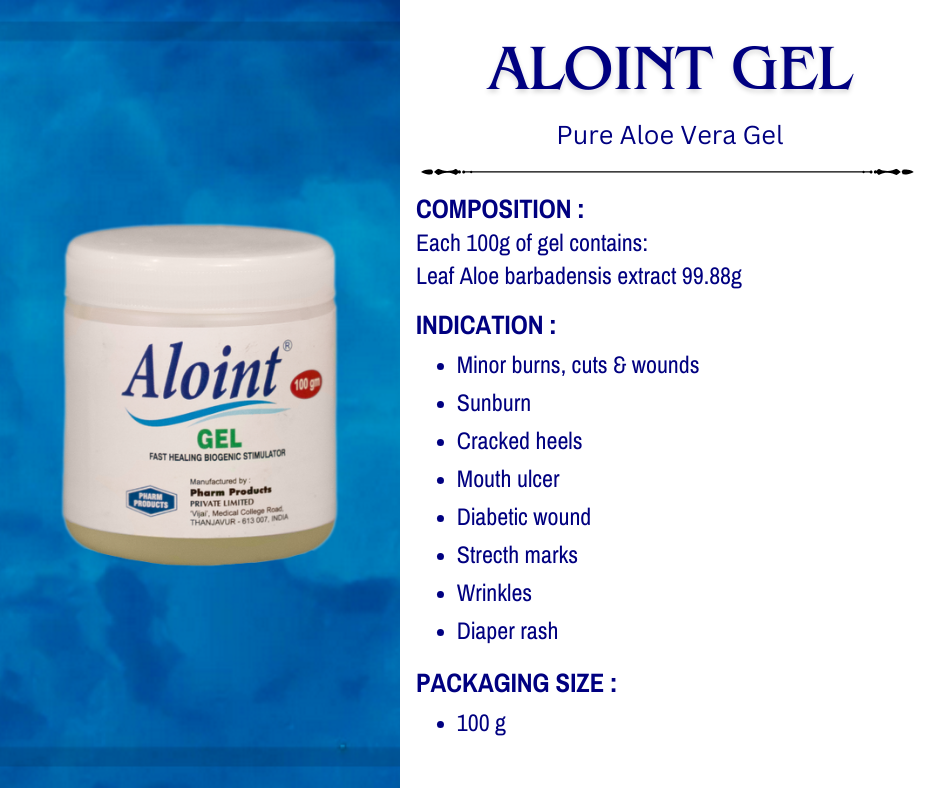 Aloint®
100 gm
GEL
FAST HEALING BIOGENIC STIMULATOR
PHARM
PRODUCTS
Manufactured by :
Pharm Products
PRIVATE LIMITED
'Vijai', Medical College Road,
THANJAVUR - 613 007, INDIA
ALOINT GEL
Pure Aloe Vera Gel
COMPOSITION :
Each 100g of gel contains:
Leaf Aloe barbadensis extract 99.88g
INDICATION :
• Minor burns, cuts & wounds
• Sunburn
• Cracked heels
• Mouth ulcer
• Diabetic wound
• Strecth marks
• Wrinkles
• Diaper rash
PACKAGING SIZE :
• 100 g